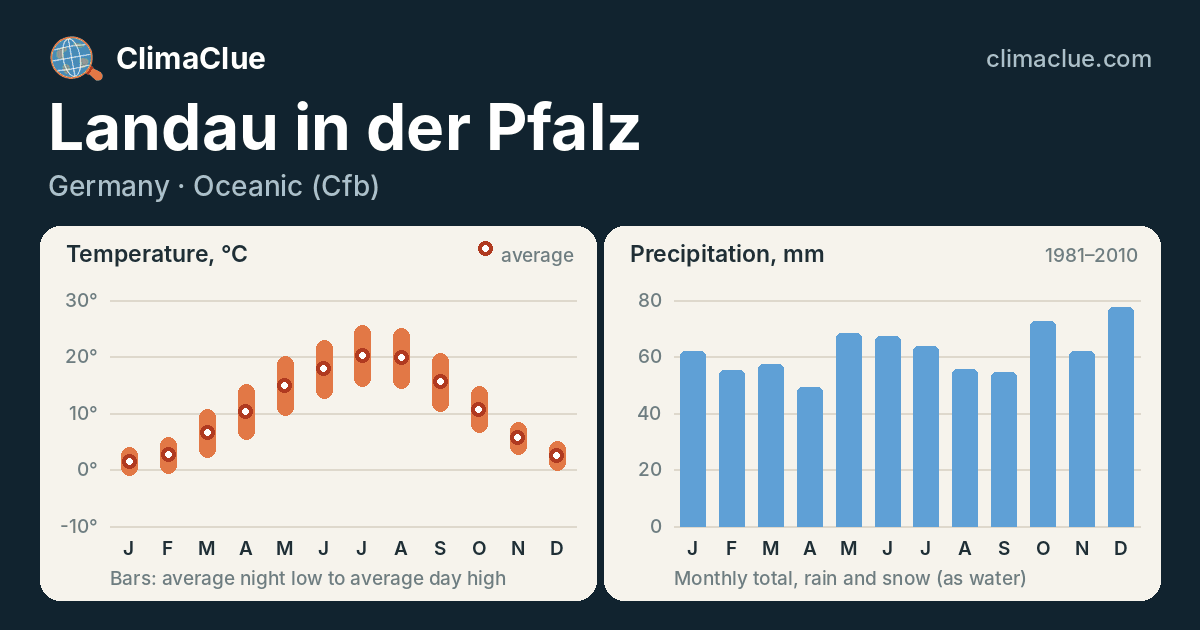 ClimaClue
climaclue.com
Landau in der Pfalz
Germany · Oceanic (Cfb)
Temperature, °C
average
30°
20°
10°
0°
-10°
J F M A M J J A S O N D
Bars: average night low to average day high
Precipitation, mm
1981–2010
80
60
40
20
0
J F M A M J J A S O N D
Monthly total, rain and snow (as water)